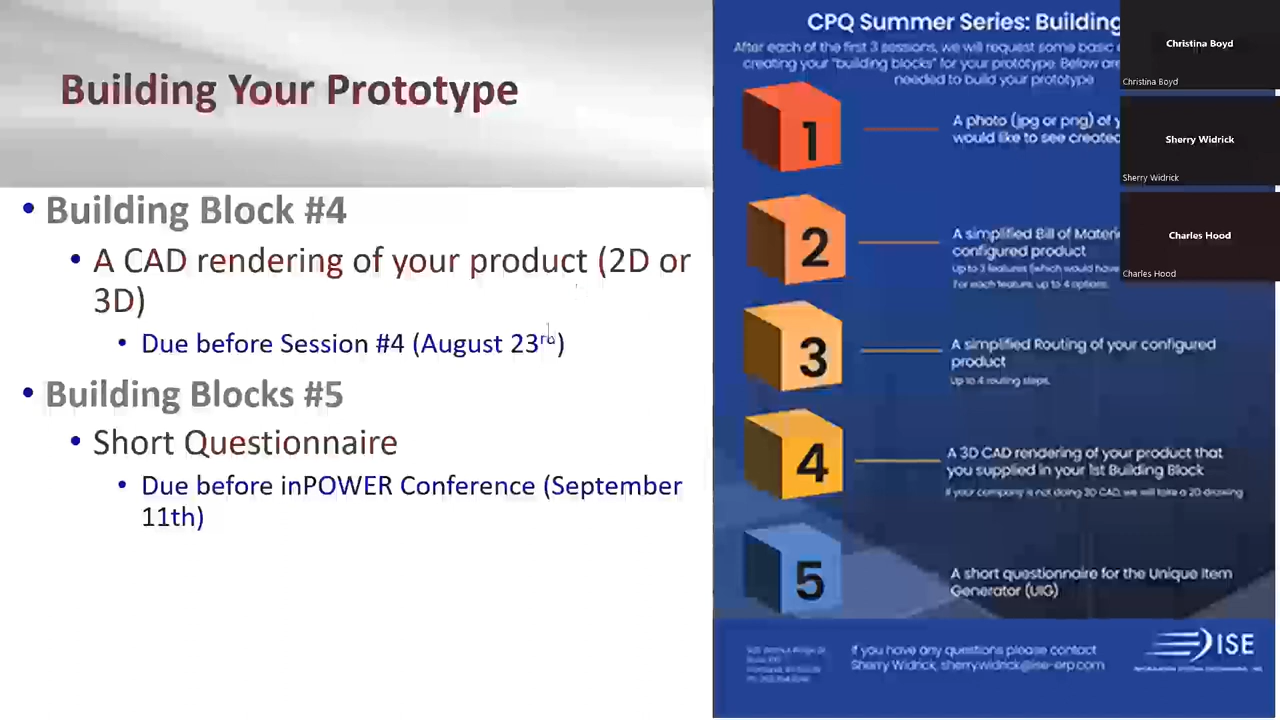 Building Your Prototype
• Building Block #4
• A CAD rendering of your product (2D or
3D)
• Due before Session #4 (August 23rd)
• Building Blocks #5
• Short Questionnaire
• Due before inPOWER Conference (September
11th)
CPQ Summer Series: Building
After each of the first 3 sessions, we will request some basic
creating your "building blocks" for your prototype. Below are
needed to build your prototype
1
A photo (jpg or png) of
would like to see created
2
A simplified Bill of
configured product
Up to 3 features (which would have
For each feature, up to 4 options.
3
A simplified Routing of your configured
product
Up to 4 routing steps.
4
A 3D CAD rendering of your product that
you supplied in your 1st Building Block
If your company is not doing 3D CAD, we will take a 2D drawing
5
A short questionnaire for the Unique Item
Generator (UIG)
If you have any questions please contact
Sherry Widrick, sherry.widrick@ise-erp.com
ISE
Christina Boyd
Christina Boyd
Sherry Widrick
Sherry Widrick
Charles Hood
Charles Hood